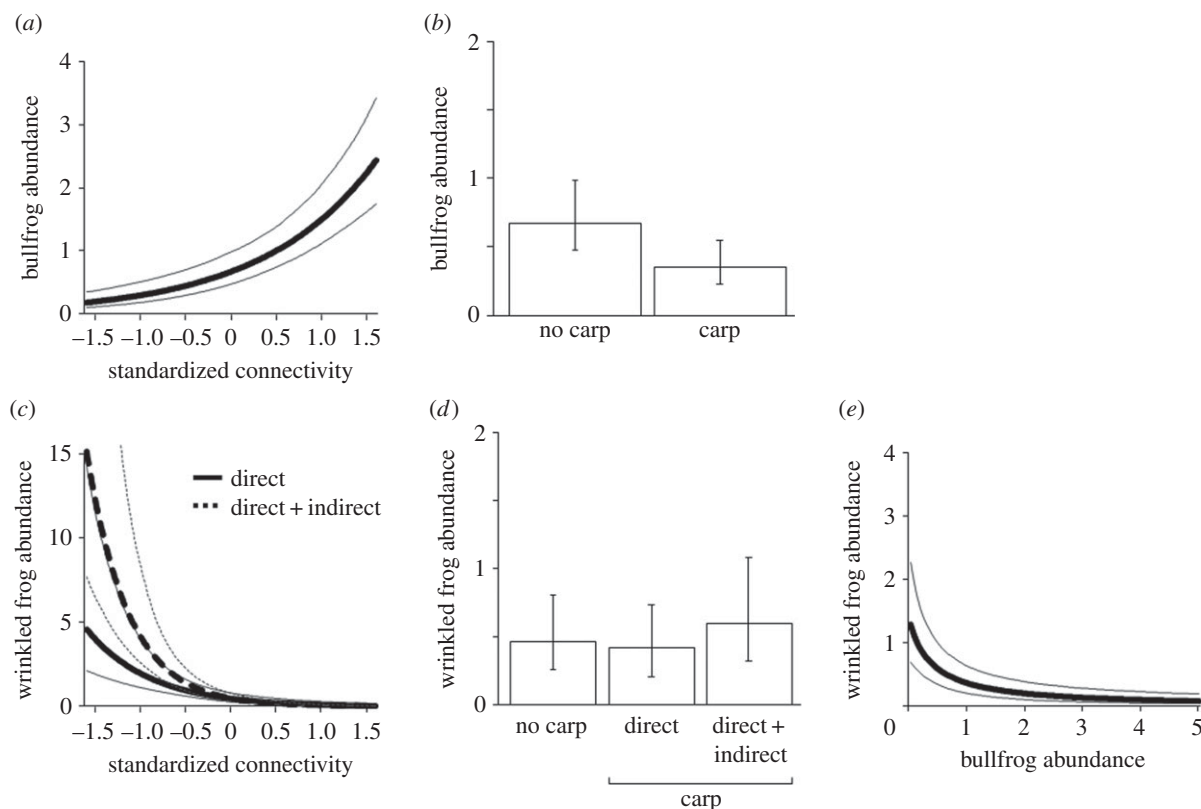 (a)
4
3
2
1
0
bullfrog abundance
–1.5 –1.0 –0.5 0 0.5 1.0 1.5
standardized connectivity
(b)
2
1
0
bullfrog abundance
no carp carp
(c)
15
10
5
0
wrinkled frog abundance
direct
direct + indirect
–1.5 –1.0 –0.5 0 0.5 1.0 1.5
standardized connectivity
(d)
2
1
0
wrinkled frog abundance
no carp direct direct +
indirect
carp
(e)
4
3
2
1
0
wrinkled frog abundance
0 1 2 3 4 5
bullfrog abundance